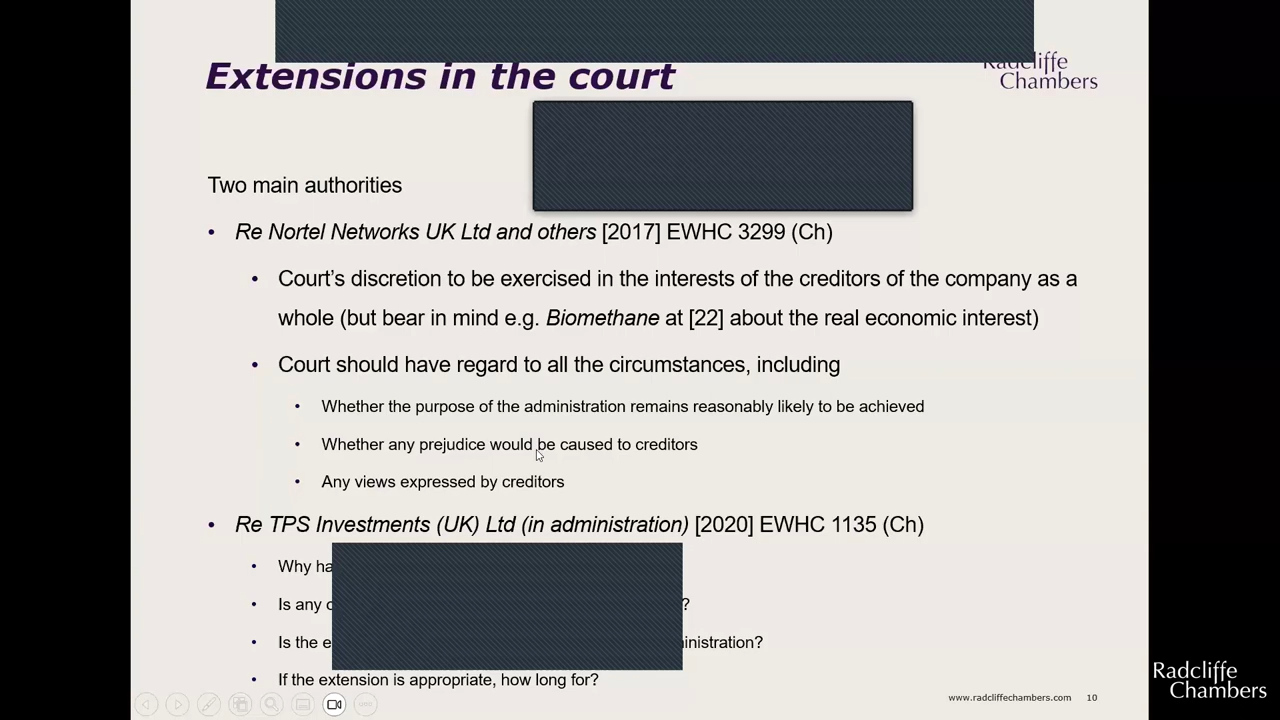 Extensions in the court
Radcliffe
Chambers
Two main authorities
• Re Nortel Networks UK Ltd and others [2017] EWHC 3299 (Ch)
• Court's discretion to be exercised in the interests of the creditors of the company as a
whole (but bear in mind e.g. Biomethane at [22] about the real economic interest)
• Court should have regard to all the circumstances, including
• Whether the purpose of the administration remains reasonably likely to be achieved
• Whether any prejudice would be caused to creditors
• Any views expressed by creditors
• Re TPS Investments (UK) Ltd (in administration) [2020] EWHC 1135 (Ch)
• Why
• Is any ?
• Is the
• If the extension is appropriate, how long for?
www.radcliffechambers.com 10
Radcliffe
Chambers